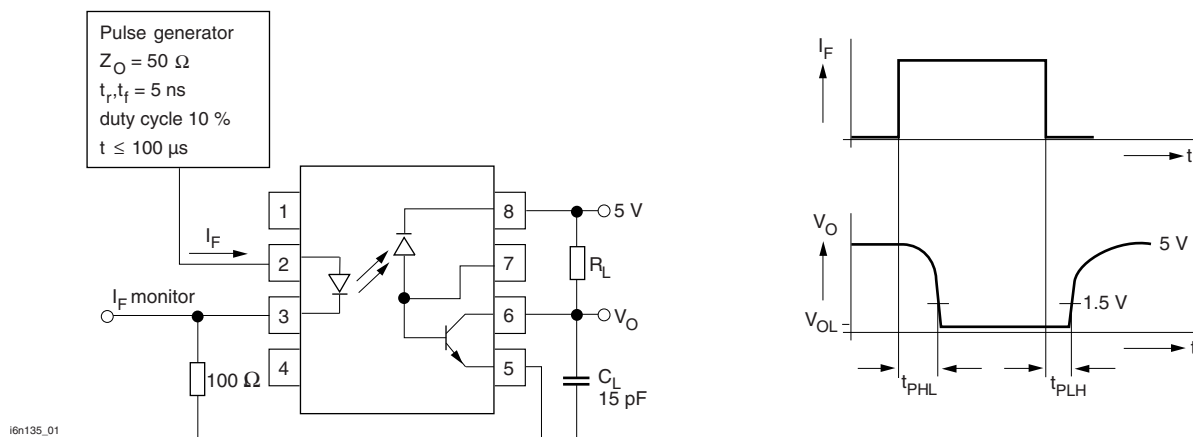 Pulse generator
Z_O = 50 Ω
t_r,t_f = 5 ns
duty cycle 10 %
t ≤ 100 µs
I_F
1
2
3
4
8
7
6
5
5 V
R_L
V_O
C_L
15 pF
I_F monitor
100 Ω
i6n135_01
I_F
t
V_O
5 V
1.5 V
V_OL
t
t_PHL
t_PLH